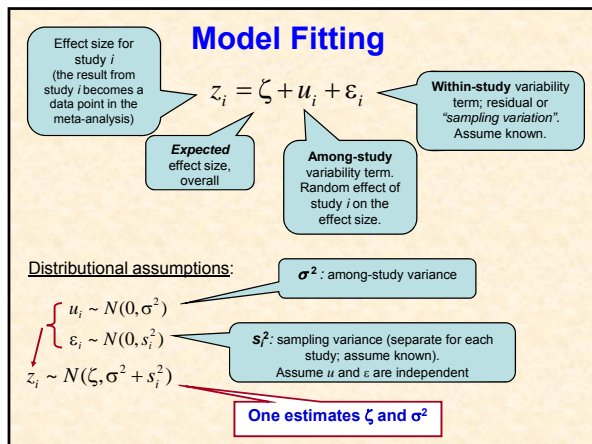 Model Fitting
Effect size for
study i
(the result from
study i becomes a
data point in the
meta-analysis)
z_i = ζ + u_i + ε_i
Within-study variability
term; residual or
“sampling variation”.
Assume known.
Expected
effect size,
overall
Among-study
variability term.
Random effect of
study i on the
effect size.
Distributional assumptions:
σ² : among-study variance
u_i ~ N(0, σ²)
ε_i ~ N(0, s_i²)
s_i²: sampling variance (separate for each
study; assume known).
Assume u and ε are independent
z_i ~ N(ζ, σ² + s_i²)
One estimates ζ and σ²